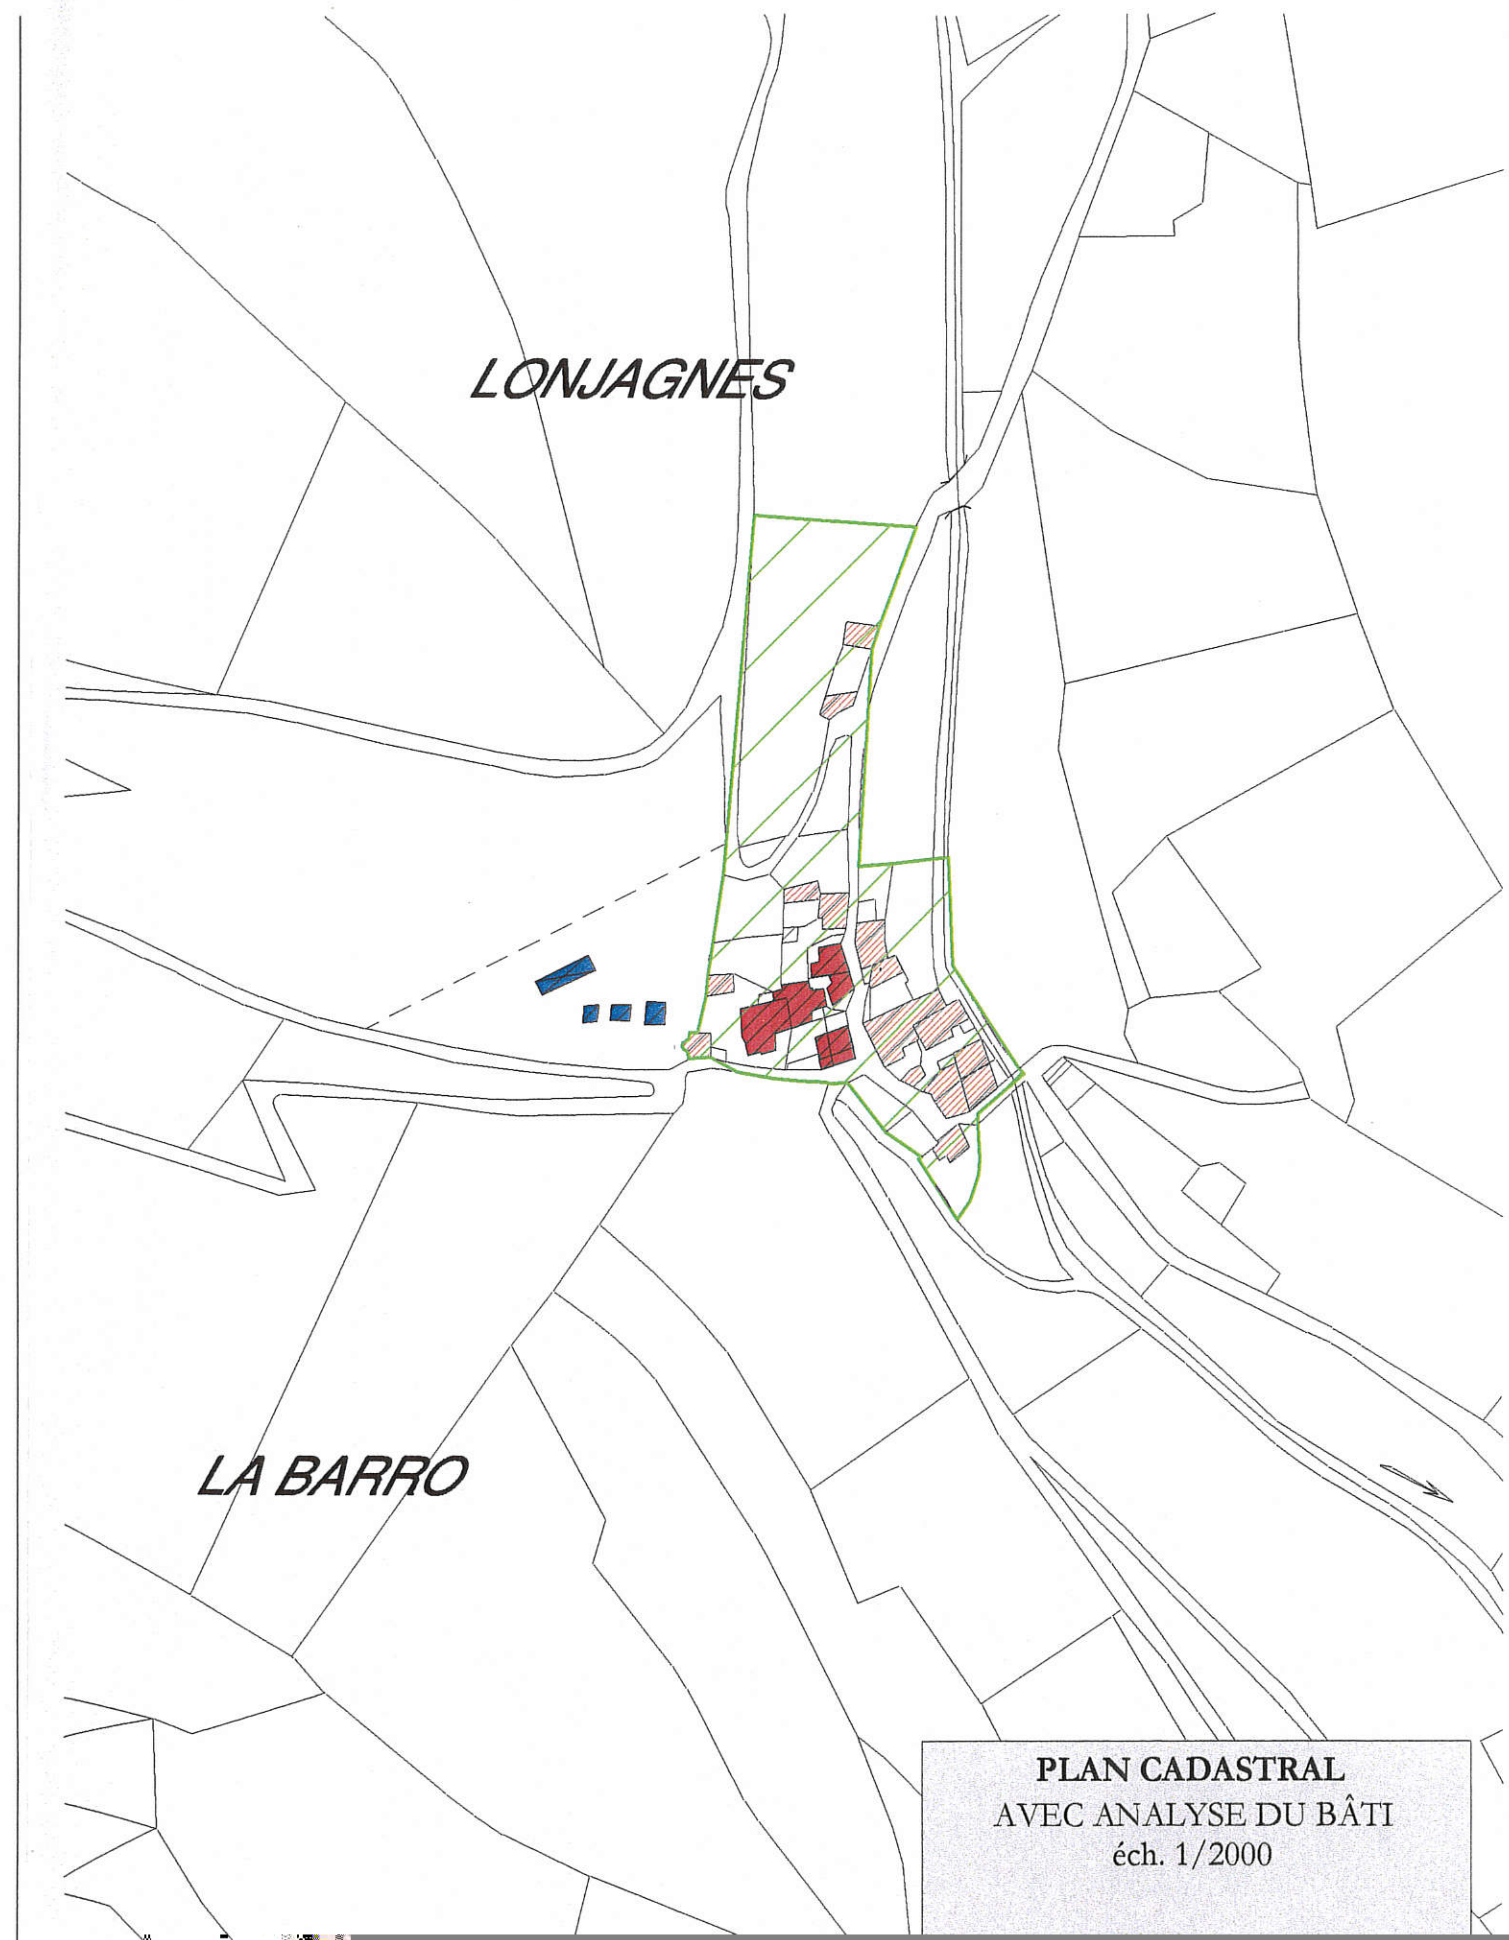 LONJAGNES
LA BARRO
PLAN CADASTRAL
AVEC ANALYSE DU BÂTI
éch. 1/2000